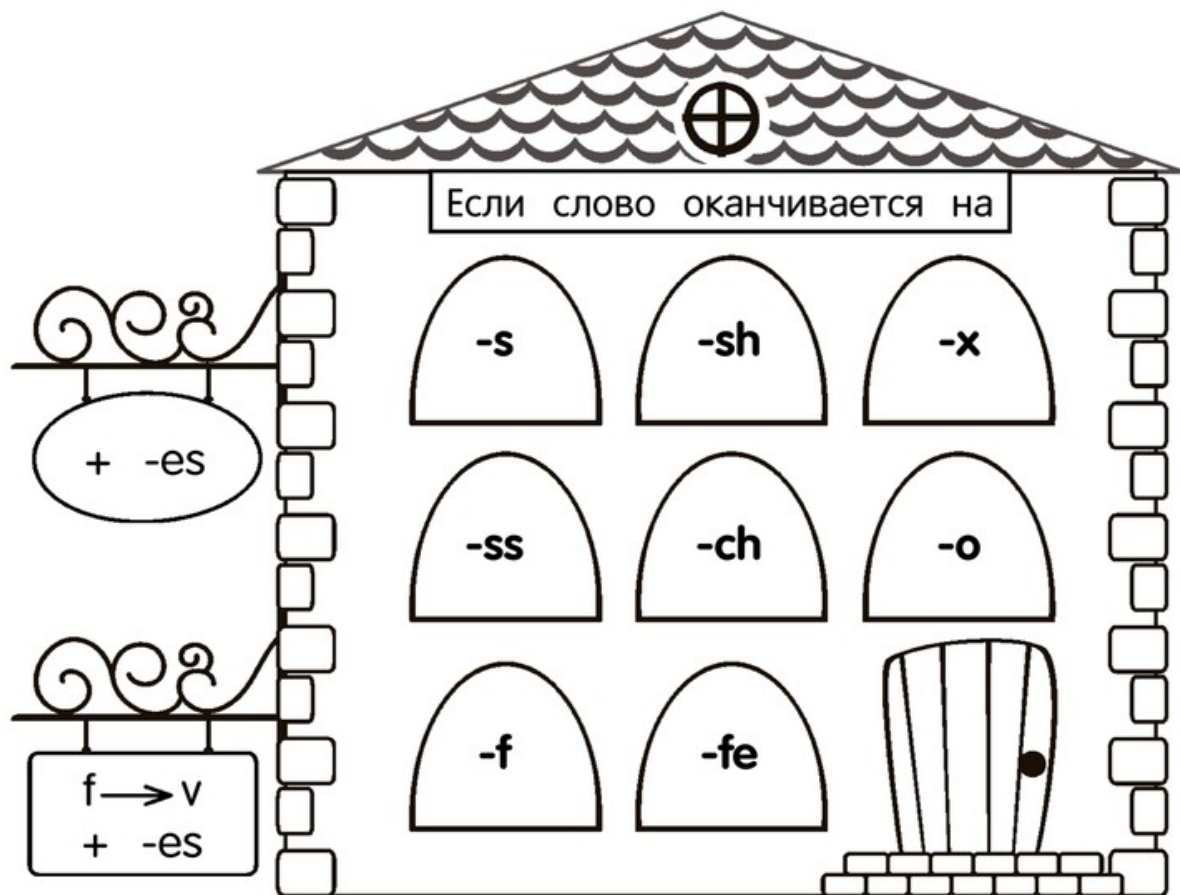 Если слово оканчивается на
-s -sh -x
+ -es
-ss -ch -o
-f -fe
f → v
+ -es